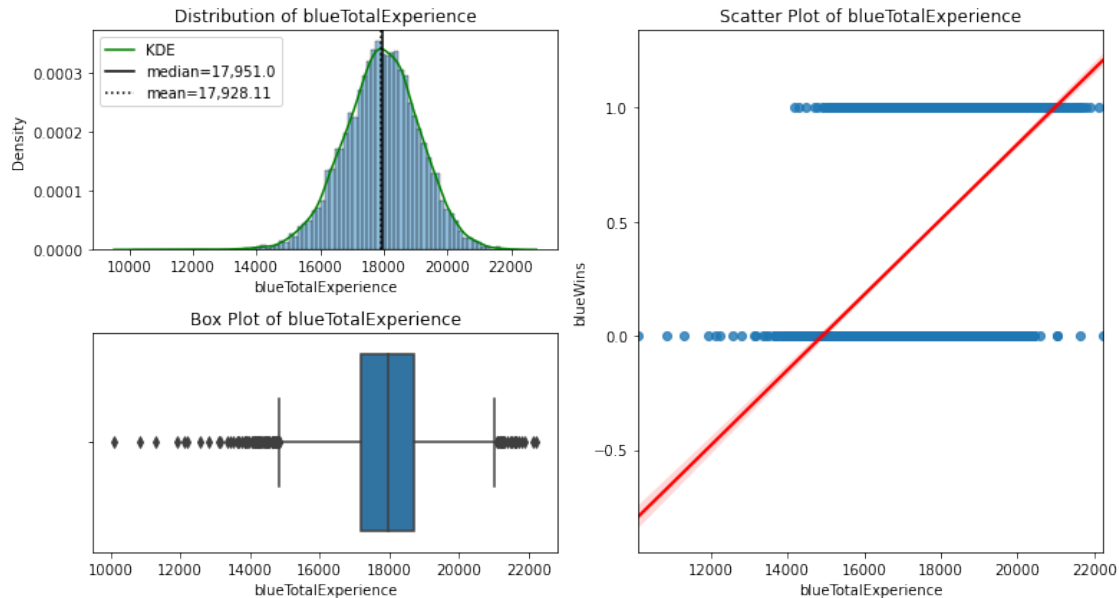 Distribution of blueTotalExperience
KDE
median=17,951.0
mean=17,928.11
Density
0.0003
0.0002
0.0001
0.0000
10000 12000 14000 16000 18000 20000 22000
blueTotalExperience
Box Plot of blueTotalExperience
10000 12000 14000 16000 18000 20000 22000
blueTotalExperience
Scatter Plot of blueTotalExperience
blueWins
1.0
0.5
0.0
−0.5
12000 14000 16000 18000 20000 22000
blueTotalExperience